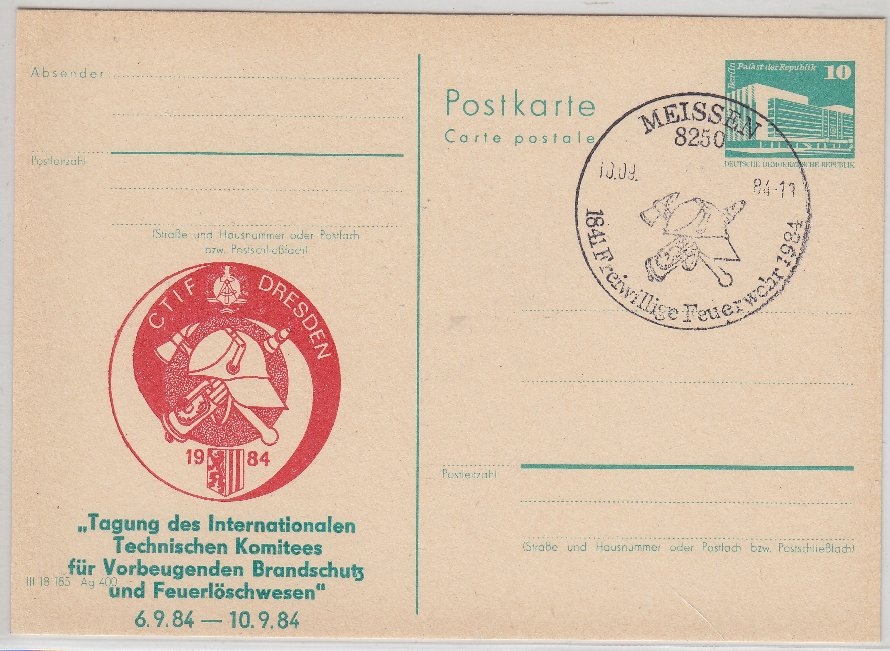 Absender
Postleitzahl
(Straße und Hausnummer oder Postfach
bzw. Postschließfach)
CTIF DRESDEN
1984
„Tagung des Internationalen
Technischen Komitees
für Vorbeugenden Brandschutz
und Feuerlöschwesen"
6.9.84 — 10.9.84
III 18 185 Ag 400
Postkarte
Carte postale
Berlin
Palast der Republik
10
DEUTSCHE DEMOKRATISCHE REPUBLIK
MEISSEN
8250
10.09.
84-13
1841 Freiwillige Feuerwehr 1984
Postleitzahl
(Straße und Hausnummer oder Postfach bzw. Postschließfach)